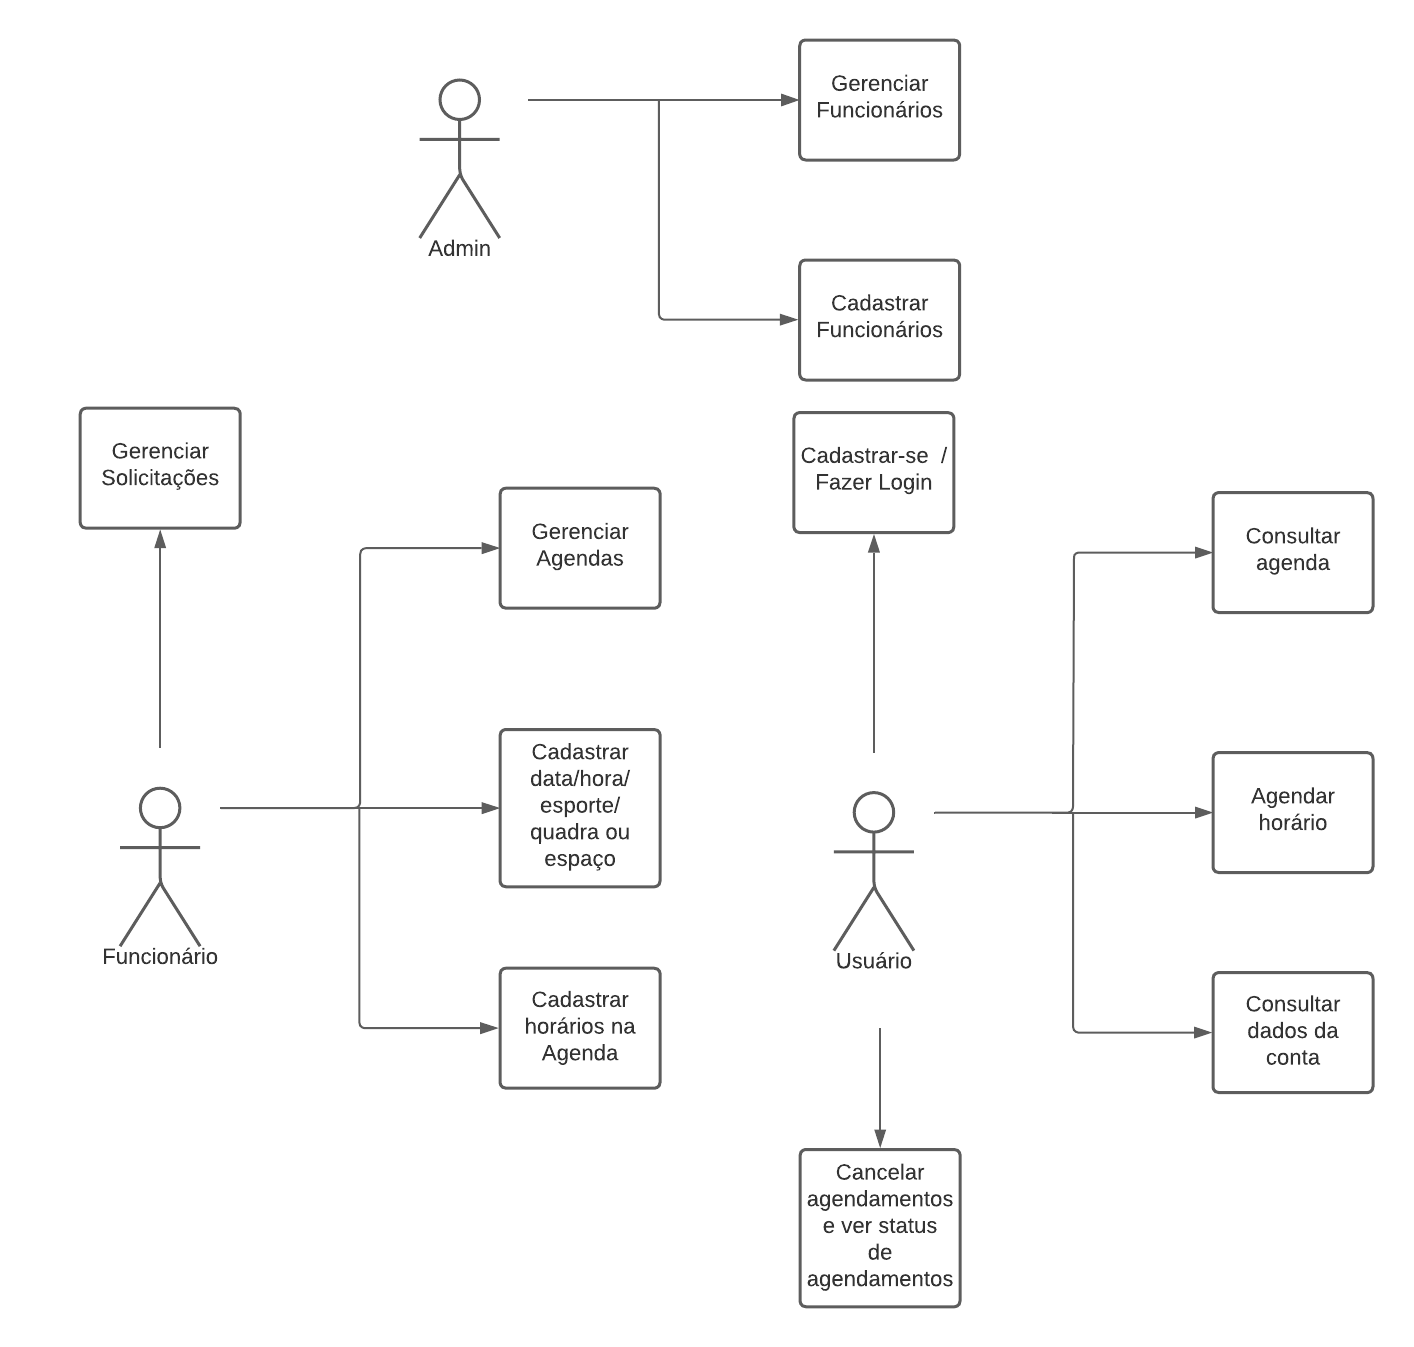 Gerenciar
Funcionários
Admin
Cadastrar
Funcionários
Gerenciar
Solicitações
Cadastrar-se  /
Fazer Login
Gerenciar
Agendas
Consultar
agenda
Cadastrar
data/hora/
esporte/
quadra ou
espaço
Agendar
horário
Funcionário
Usuário
Cadastrar
horários na
Agenda
Consultar
dados da
conta
Cancelar
agendamentos
e ver status
de
agendamentos